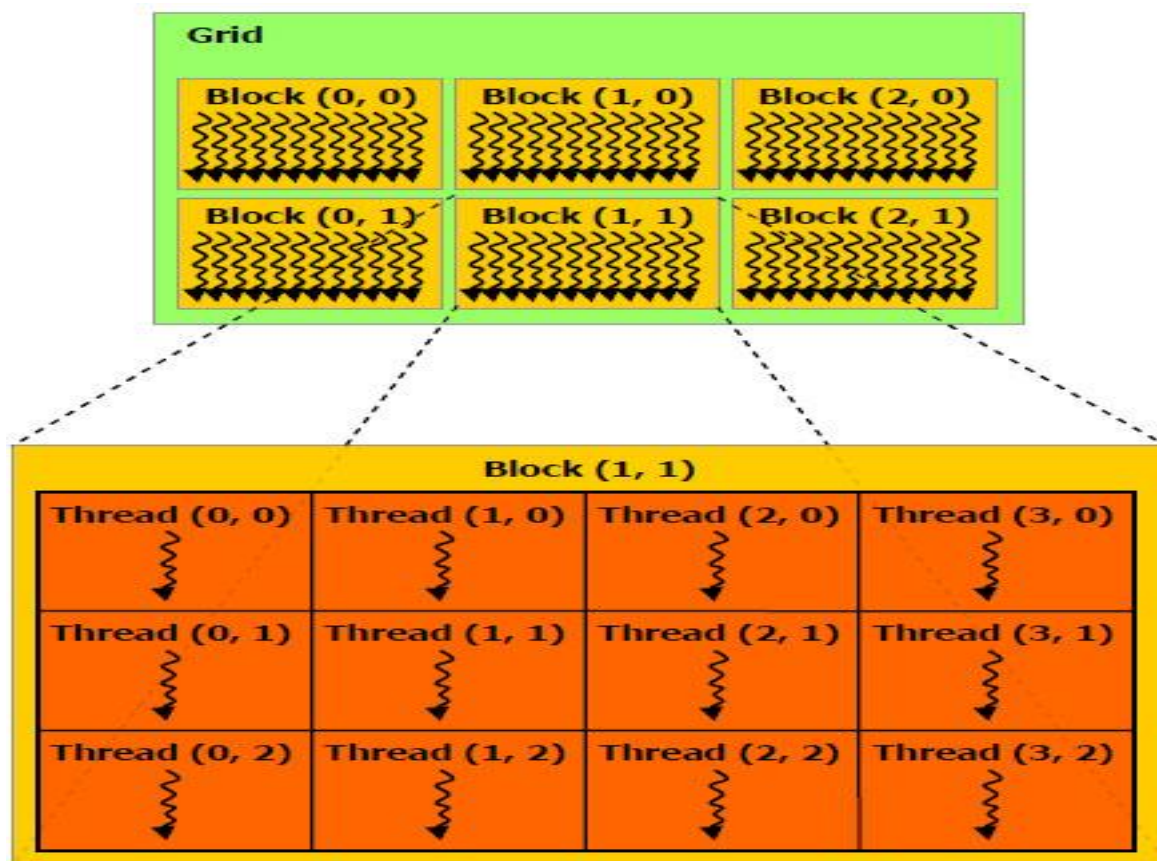 Grid
Block (0, 0) Block (1, 0) Block (2, 0)
Block (0, 1) Block (1, 1) Block (2, 1)
Block (1, 1)
Thread (0, 0) Thread (1, 0) Thread (2, 0) Thread (3, 0)
Thread (0, 1) Thread (1, 1) Thread (2, 1) Thread (3, 1)
Thread (0, 2) Thread (1, 2) Thread (2, 2) Thread (3, 2)